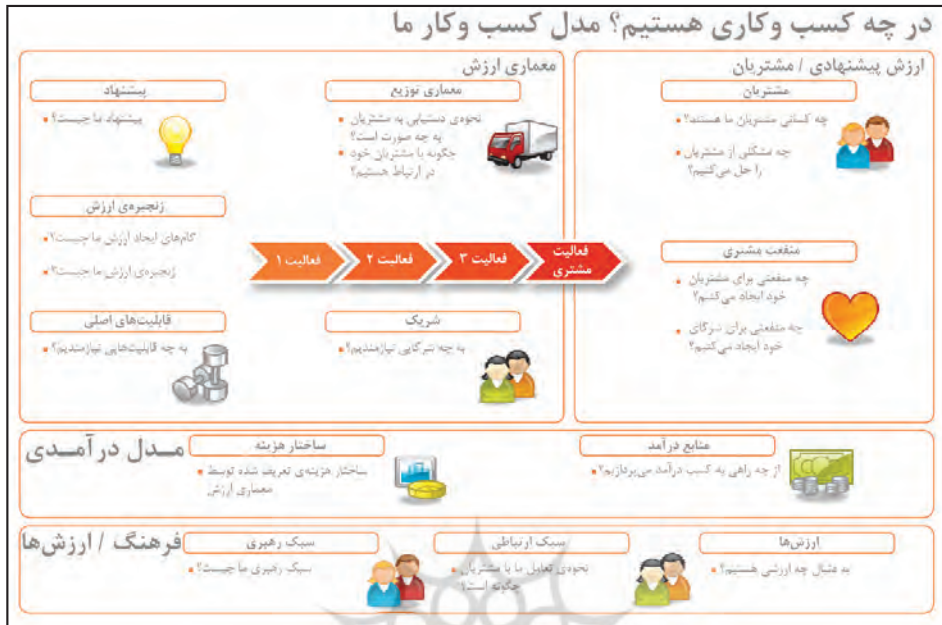 در چه کسب وکاری هستیم؟ مدل کسب وکار ما
ارزش پیشنهادی / مشتریان
مشتریان
چه کسانی مشتریان ما هستند؟
چه مشکلی از مشتریان
را حل می‌کنیم؟
منفعت مشتری
چه منفعتی برای مشتریان
خود ایجاد می‌کنیم؟
چه منفعتی برای شرکای
خود ایجاد می‌کنیم؟
معماری ارزش
معماری توزیع
نحوه‌ی دستیابی به مشتریان
به چه صورت است؟
چگونه با مشتریان خود
در ارتباط هستیم؟
پیشنهاد
پیشنهاد ما چیست؟
زنجیره‌ی ارزش
گام‌های ایجاد ارزش ما چیست؟
زنجیره‌ی ارزش ما چیست؟
فعالیت ۱
فعالیت ۲
فعالیت ۳
فعالیت
مشتری
شریک
به چه شرکایی نیازمندیم؟
قابلیت‌های اصلی
به چه قابلیت‌هایی نیازمندیم؟
مدل درآمدی
منابع درآمد
از چه راهی به کسب درآمد می‌پردازیم؟
ساختار هزینه
ساختار هزینه‌ی تعریف شده توسط
معماری ارزش
فرهنگ / ارزش‌ها
ارزش‌ها
به دنبال چه ارزشی هستیم؟
سبک ارتباطی
نحوه‌ی تعامل ما با مشتریان
چگونه است؟
سبک رهبری
سبک رهبری ما چیست؟